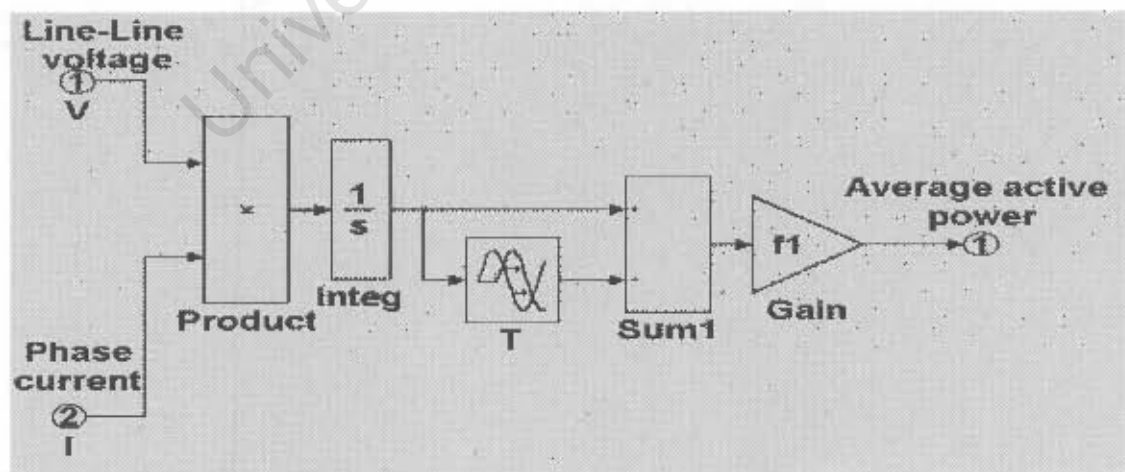 Line-Line
voltage
1
V
Product
1
s
integ
T
Sum1
f1
Gain
Average active
power
1
Phase
current
2
I